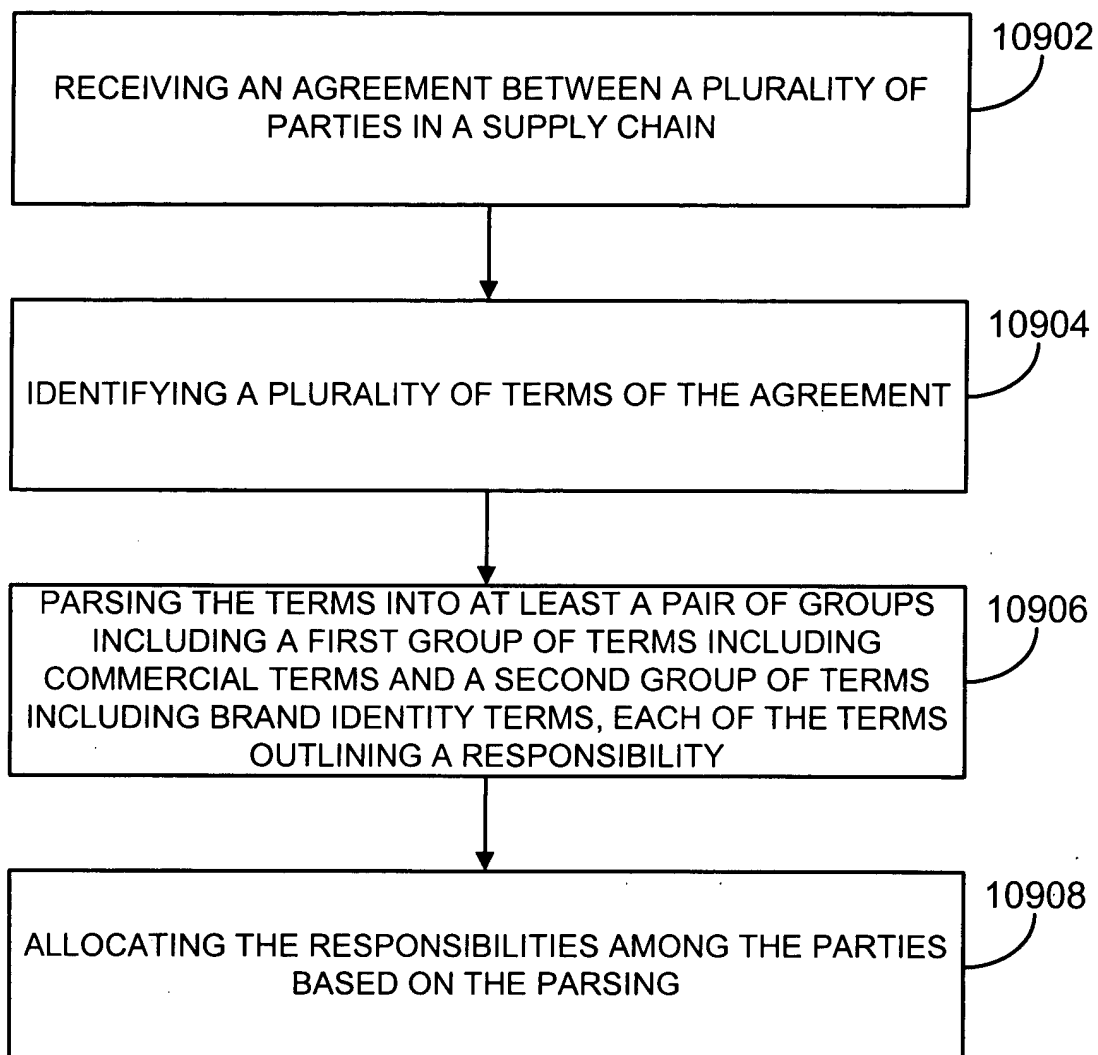 10902
RECEIVING AN AGREEMENT BETWEEN A PLURALITY OF
PARTIES IN A SUPPLY CHAIN
10904
IDENTIFYING A PLURALITY OF TERMS OF THE AGREEMENT
10906
PARSING THE TERMS INTO AT LEAST A PAIR OF GROUPS
INCLUDING A FIRST GROUP OF TERMS INCLUDING
COMMERCIAL TERMS AND A SECOND GROUP OF TERMS
INCLUDING BRAND IDENTITY TERMS, EACH OF THE TERMS
OUTLINING A RESPONSIBILITY
10908
ALLOCATING THE RESPONSIBILITIES AMONG THE PARTIES
BASED ON THE PARSING